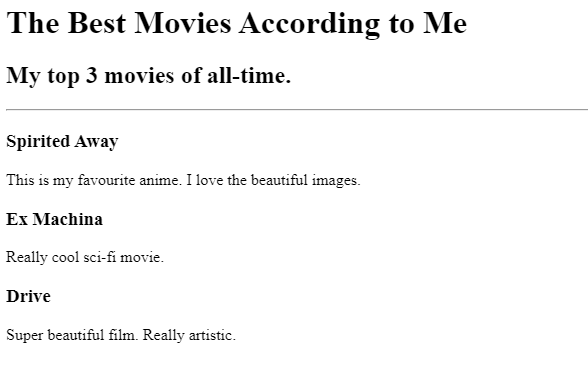 The Best Movies According to Me
My top 3 movies of all-time.
Spirited Away
This is my favourite anime. I love the beautiful images.
Ex Machina
Really cool sci-fi movie.
Drive
Super beautiful film. Really artistic.